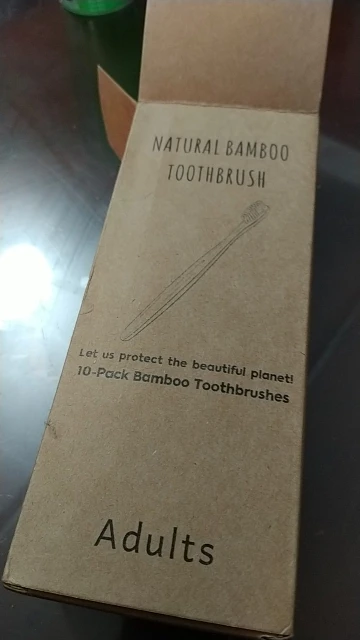 NATURAL BAMBOO
TOOTHBRUSH
Let us protect the beautiful planet!
10-Pack Bamboo Toothbrushes
Adults